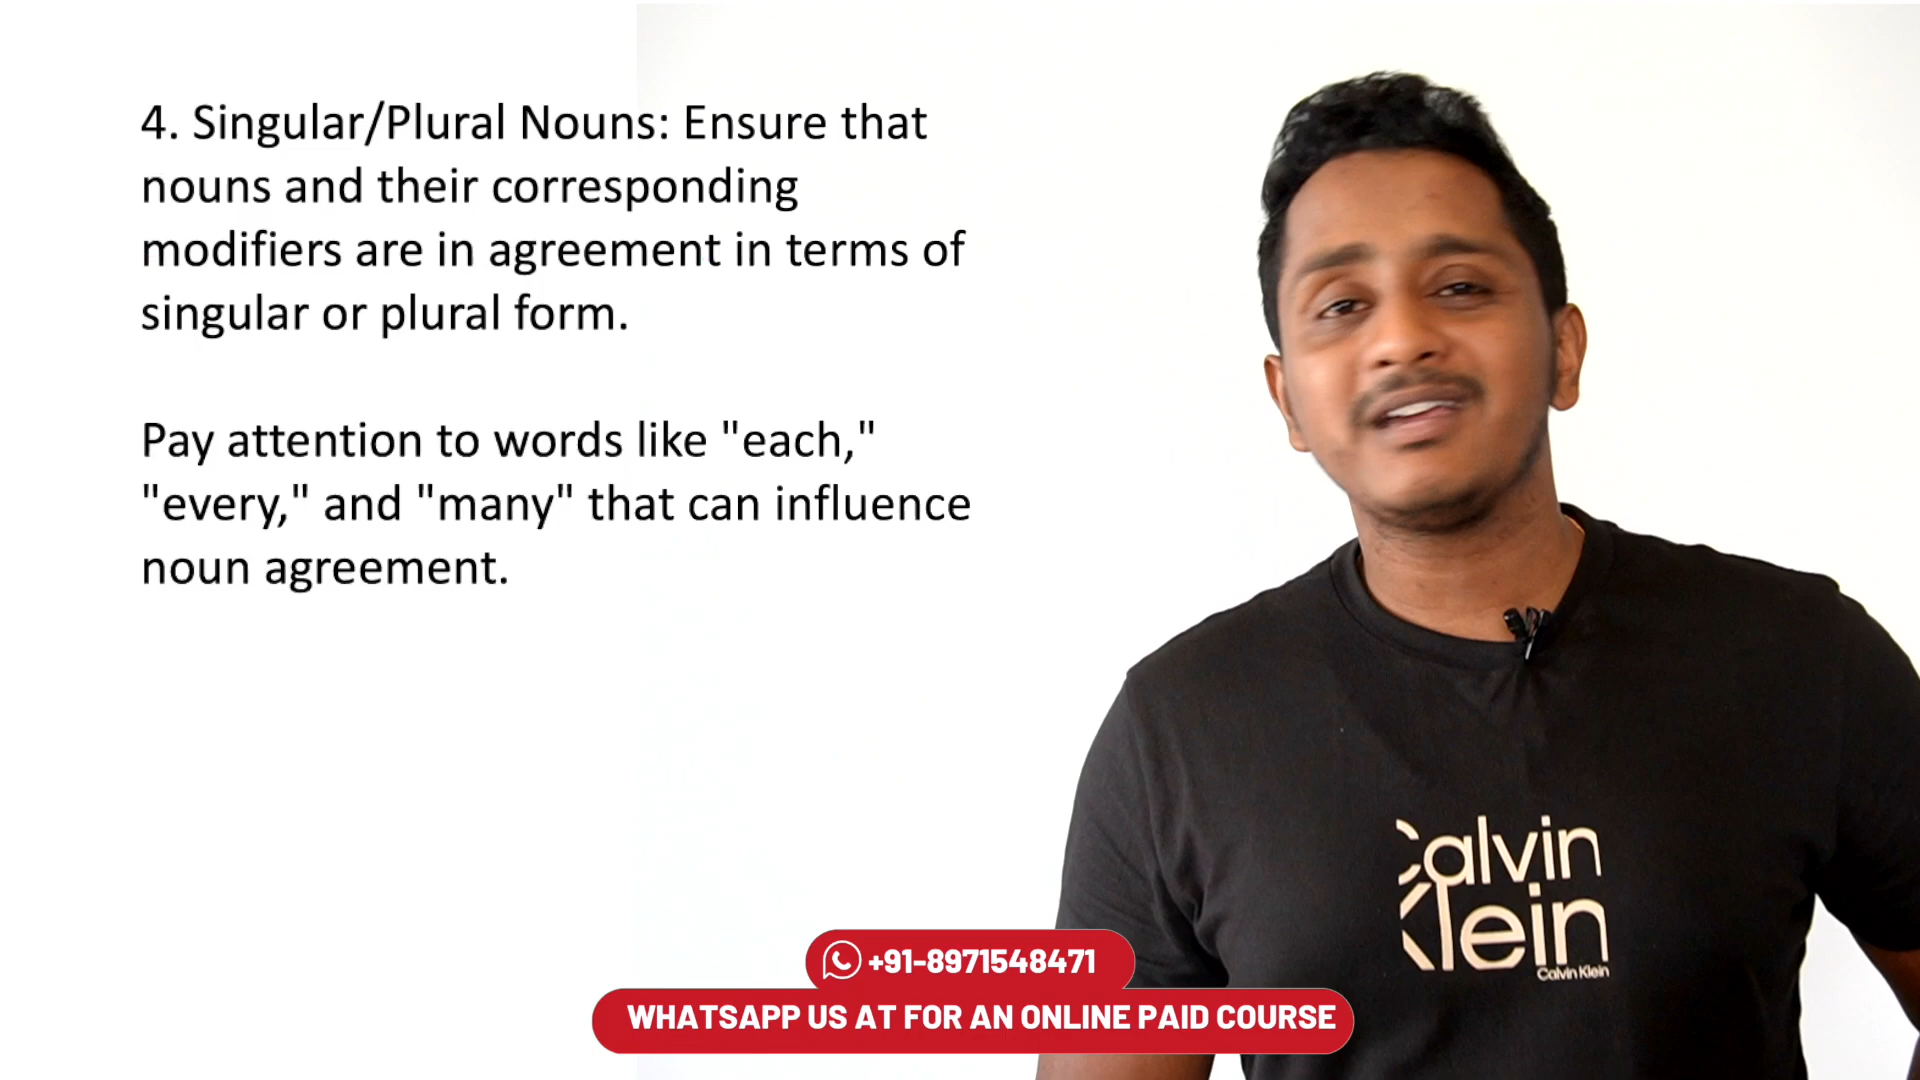 4. Singular/Plural Nouns: Ensure that
nouns and their corresponding
modifiers are in agreement in terms of
singular or plural form.
Pay attention to words like "each,"
"every," and "many" that can influence
noun agreement.
Calvin
Klein
Calvin Klein
+91-8971548471
WHATSAPP US AT FOR AN ONLINE PAID COURSE